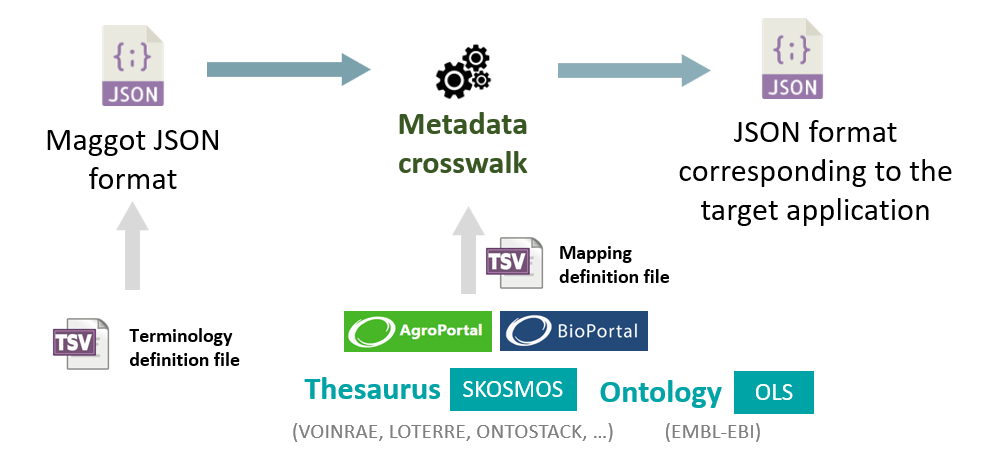 {;}
JSON
{;}
JSON
Maggot JSON
format
Metadata
crosswalk
JSON format
corresponding to the
target application
TSV
Mapping
definition file
TSV
Terminology
definition file
AgroPortal
BioPortal
Thesaurus SKOSMOS
Ontology OLS
(VOINRAE, LOTERRE, ONTOSTACK, ...)
(EMBL-EBI)